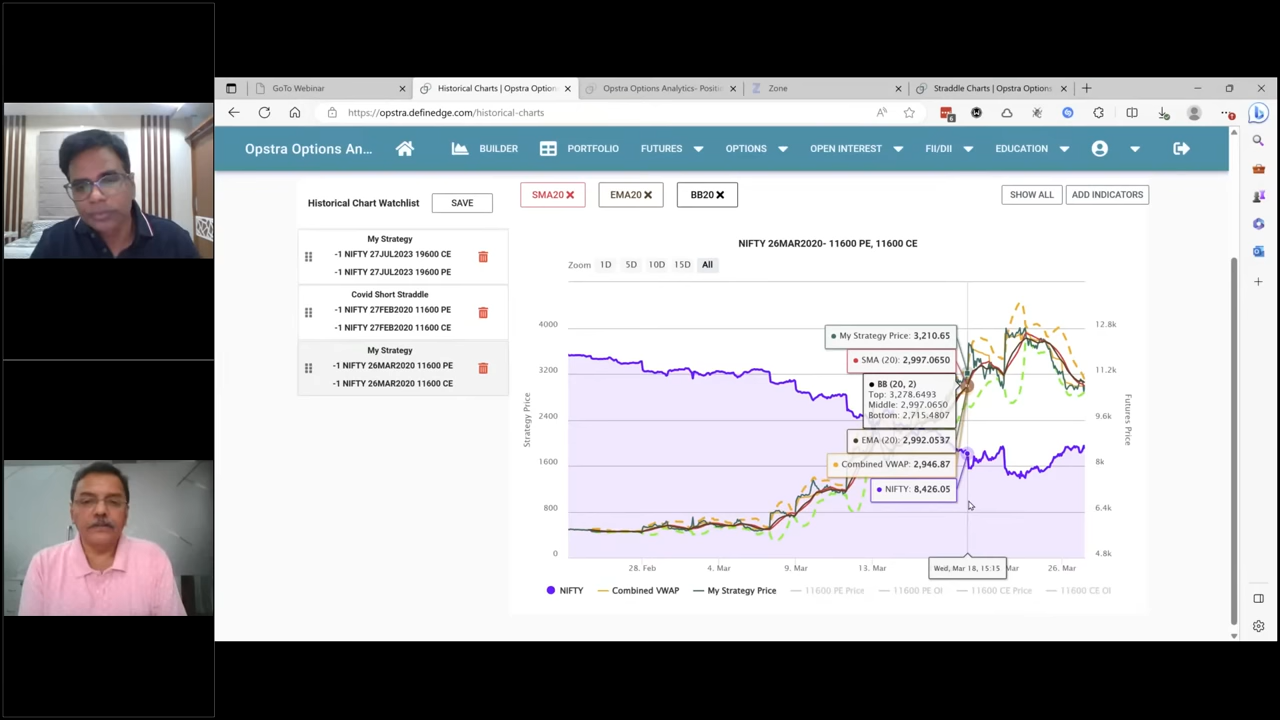 GoTo Webinar
Historical Charts | Opstra Option
Opstra Options Analytics- Positi
Zone
Straddle Charts | Opstra Options
https://opstra.definedge.com/historical-charts
Opstra Options An...
BUILDER
PORTFOLIO
FUTURES
OPTIONS
OPEN INTEREST
FII/DII
EDUCATION
Historical Chart Watchlist
SAVE
SMA20
EMA20
BB20
SHOW ALL
ADD INDICATORS
My Strategy
-1 NIFTY 27JUL2023 19600 CE
-1 NIFTY 27JUL2023 19600 PE
Covid Short Straddle
-1 NIFTY 27FEB2020 11600 PE
-1 NIFTY 27FEB2020 11600 CE
My Strategy
-1 NIFTY 26MAR2020 11600 PE
-1 NIFTY 26MAR2020 11600 CE
NIFTY 26MAR2020- 11600 PE, 11600 CE
Zoom 1D 5D 10D 15D All
Strategy Price
4000
3200
2400
1600
800
0
My Strategy Price: 3,210.65
SMA (20): 2,997.0650
BB (20, 2)
Top: 3,278.6493
Middle: 2,997.0650
Bottom: 2,715.4807
EMA (20): 2,992.0537
Combined VWAP: 2,946.87
NIFTY: 8,426.05
12.8k
11.2k
9.6k
8k
6.4k
4.8k
Futures Price
28. Feb
4. Mar
9. Mar
13. Mar
Wed, Mar 18, 15:15
Mar
26. Mar
NIFTY
Combined VWAP
My Strategy Price
11600 PE Price
11600 PE OI
11600 CE Price
11600 CE OI